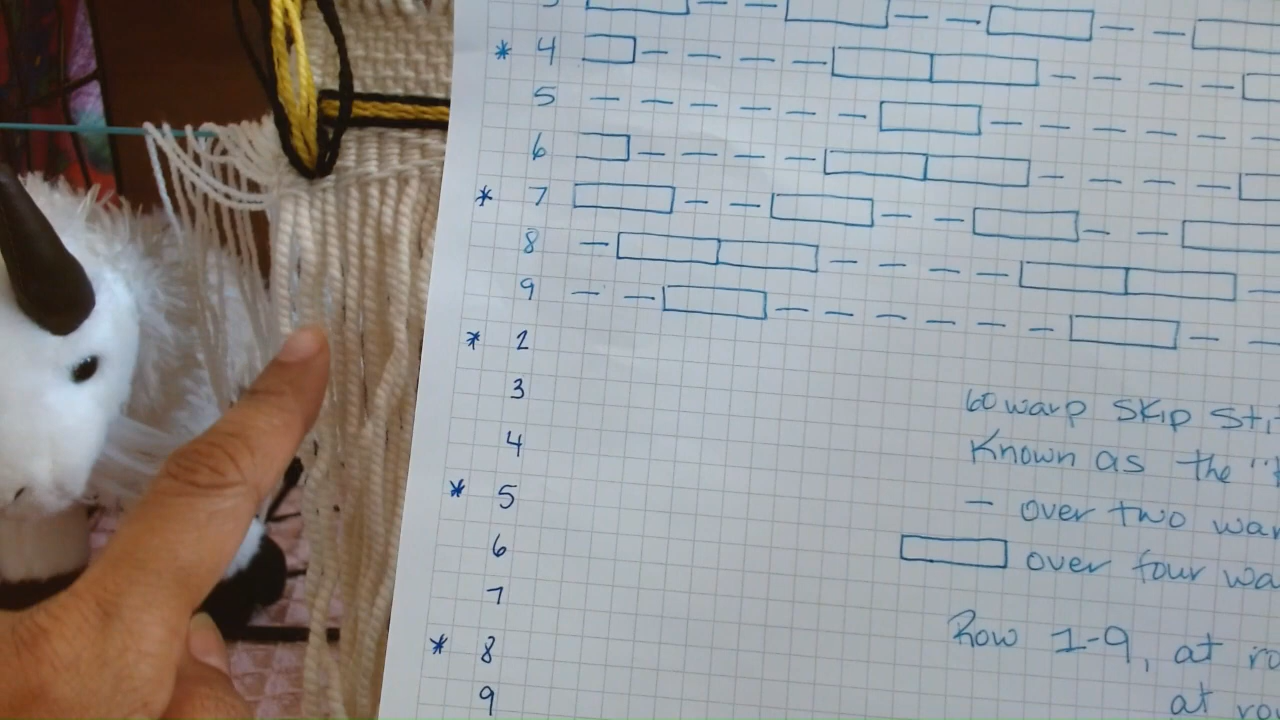 * 4
5
6
* 7
8
9
* 2
3
4
* 5
6
7
* 8
9
60 warp Skip
Known as the
— over two
over four
Row 1-9, at
at